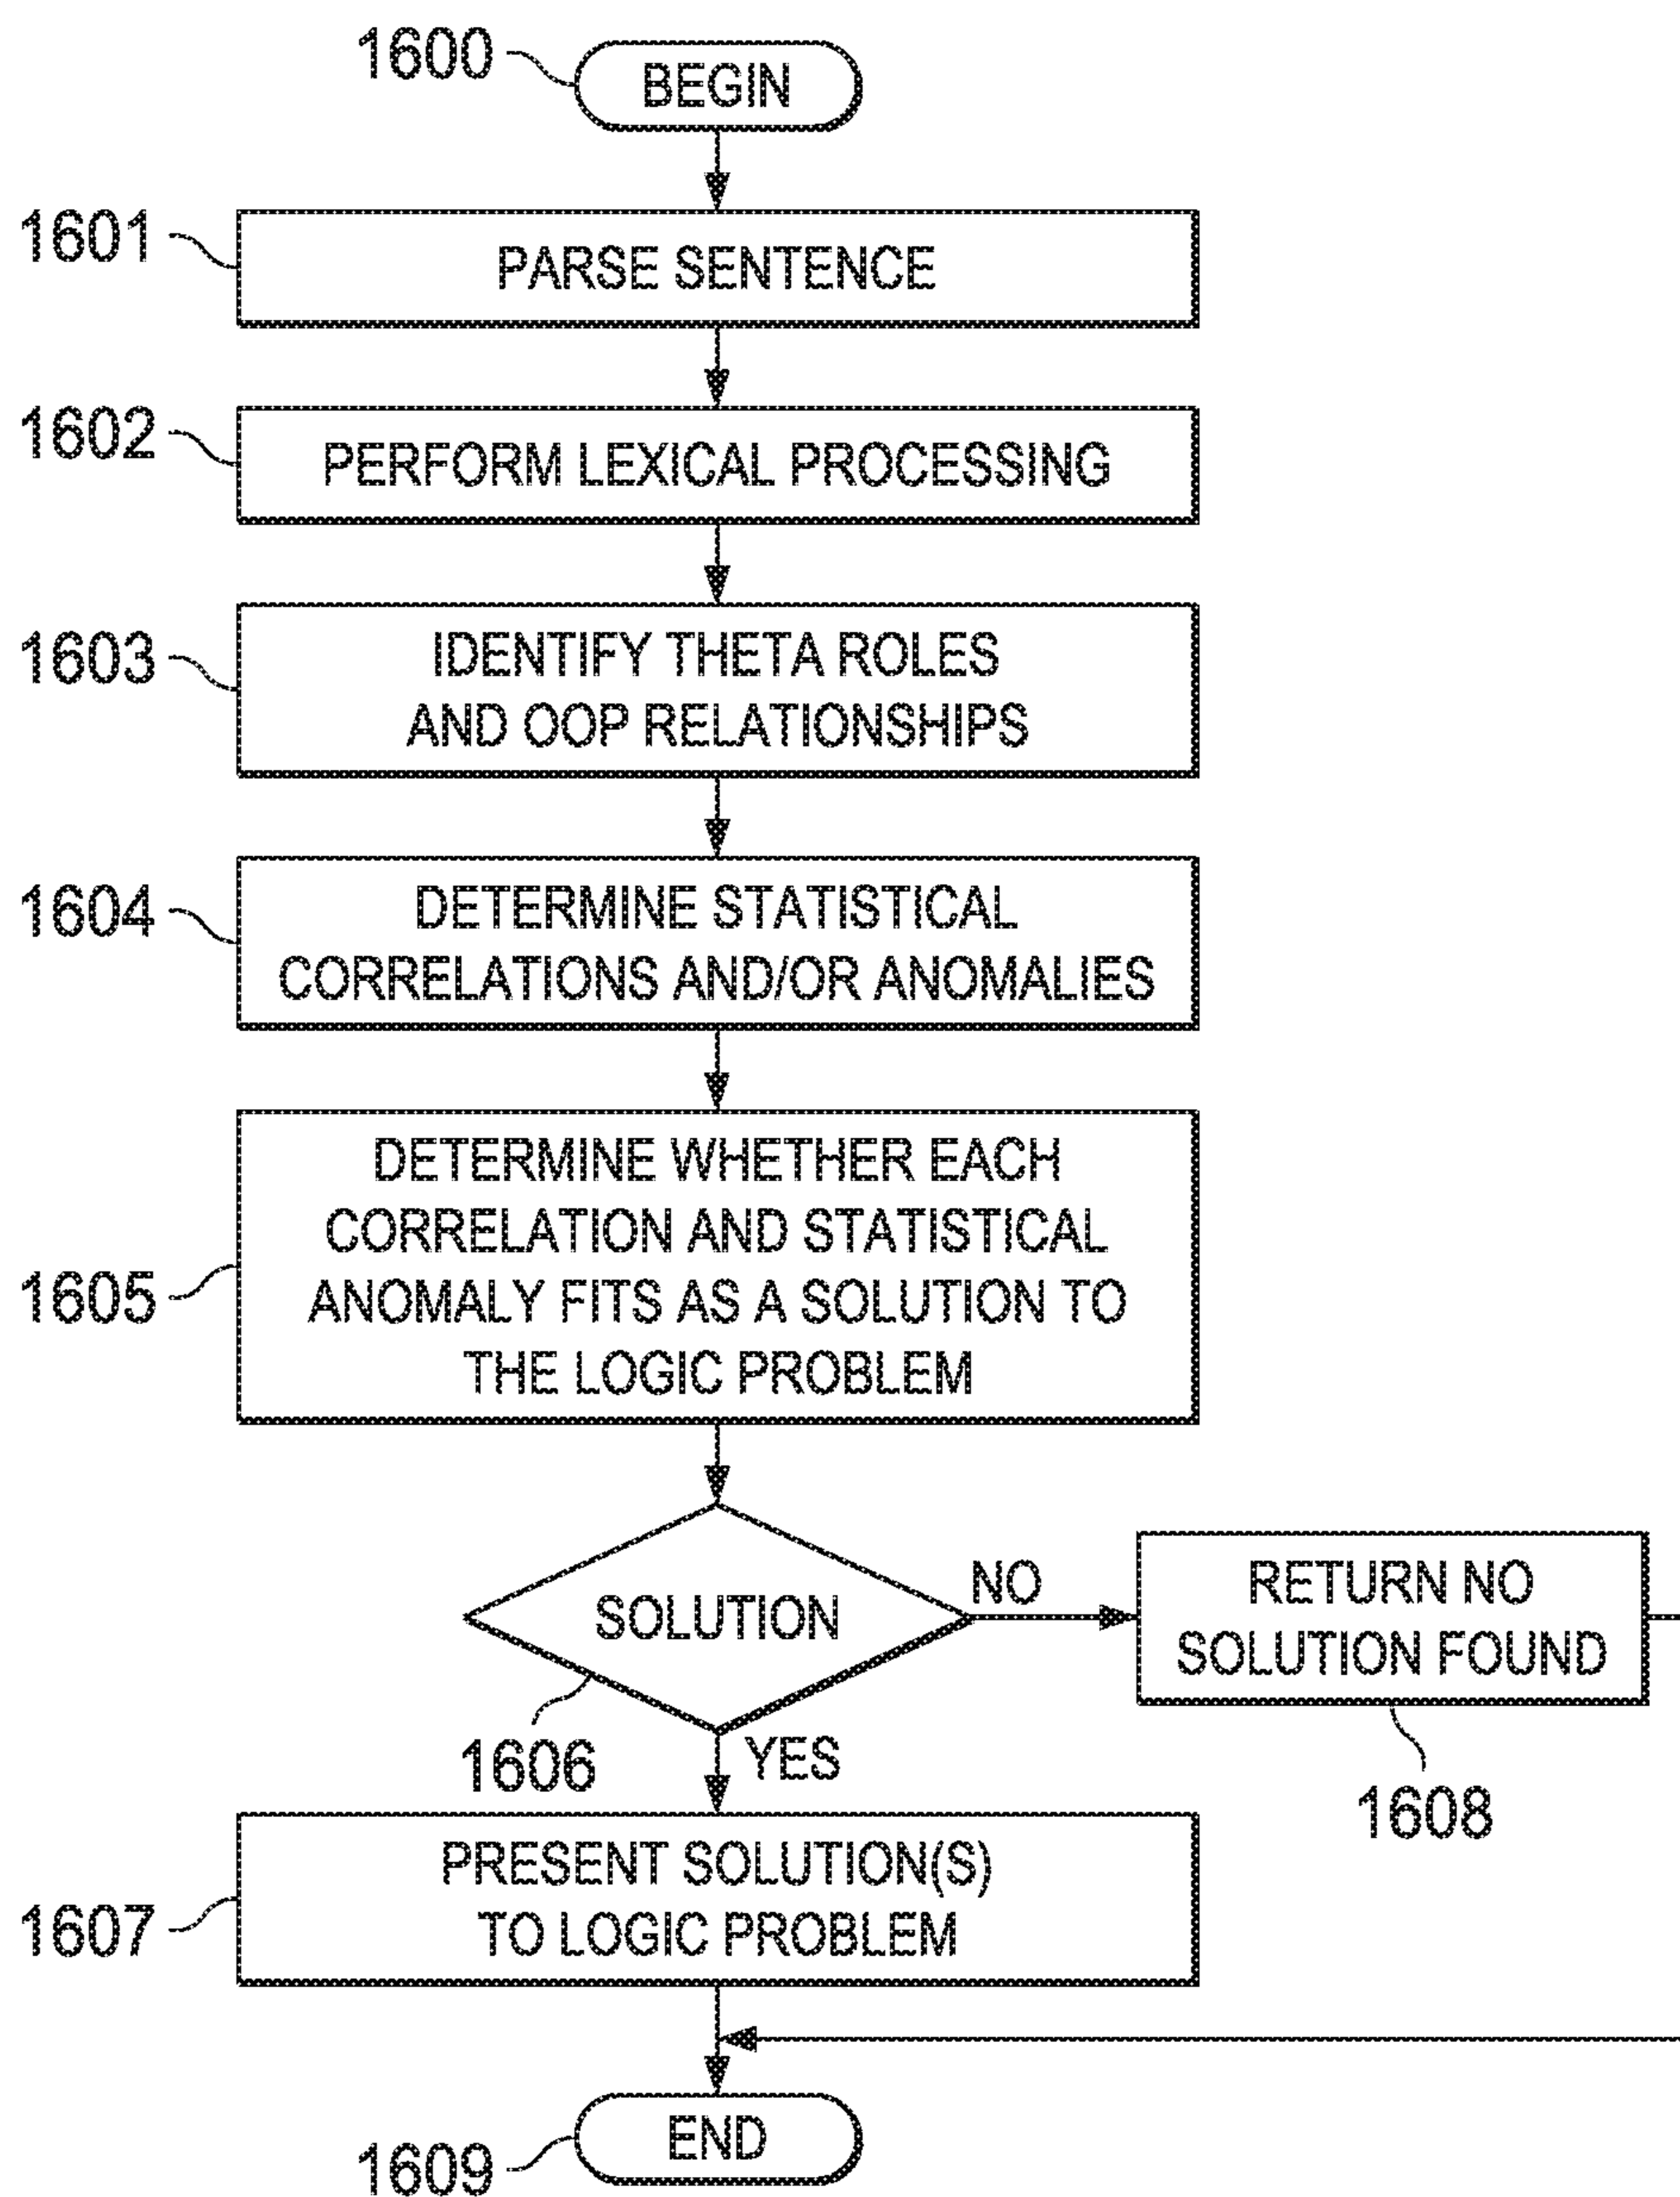 1600
BEGIN
1601
PARSE SENTENCE
1602
PERFORM LEXICAL PROCESSING
1603
IDENTIFY THETA ROLES
AND OOP RELATIONSHIPS
1604
DETERMINE STATISTICAL
CORRELATIONS AND/OR ANOMALIES
1605
DETERMINE WHETHER EACH
CORRELATION AND STATISTICAL
ANOMALY FITS AS A SOLUTION TO
THE LOGIC PROBLEM
SOLUTION
1606
NO
RETURN NO
SOLUTION FOUND
1608
YES
1607
PRESENT SOLUTION(S)
TO LOGIC PROBLEM
END
1609